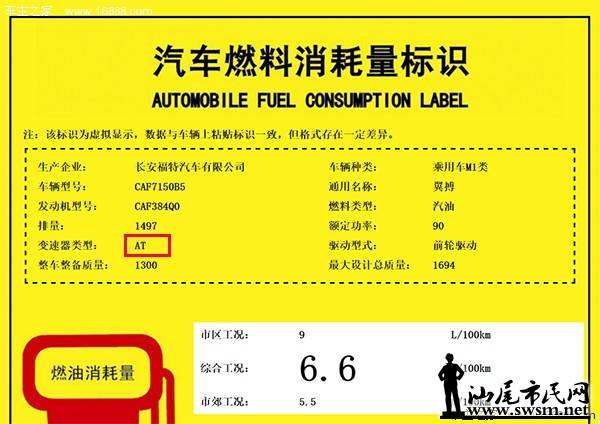 车主之家 www.16888.com
汽车燃料消耗量标识
AUTOMOBILE FUEL CONSUMPTION LABEL
注：该标识为虚拟显示，数据与车辆上粘贴标识一致，但格式存在一定差异。
生产企业： 长安福特汽车有限公司 车辆种类： 乘用车M1类
车辆型号： CAF7150B5 通用名称： 翼搏
发动机型号： CAF384Q0 燃料类型： 汽油
排量： 1497 额定功率： 90
变速器类型： AT 驱动型式： 前轮驱动
整车整备质量： 1300 最大设计总质量： 1694
市区工况： 9 L/100km
燃油消耗量
综合工况： 6.6 /100km
市郊工况： 5.5 /100km
汕尾市民网
www.swsm.net